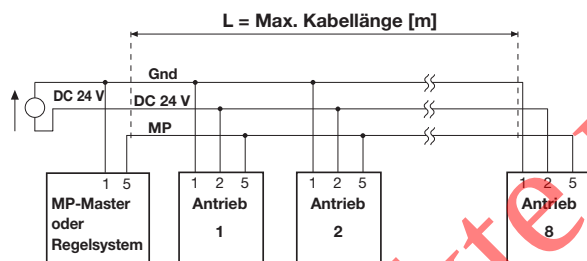 L = Max. Kabellänge [m]
Gnd
DC 24 V
DC 24 V
MP
1 5
1 2 5
1 2 5
1 2 5
MP-Master
oder
Regelsystem
Antrieb
1
Antrieb
2
Antrieb
8